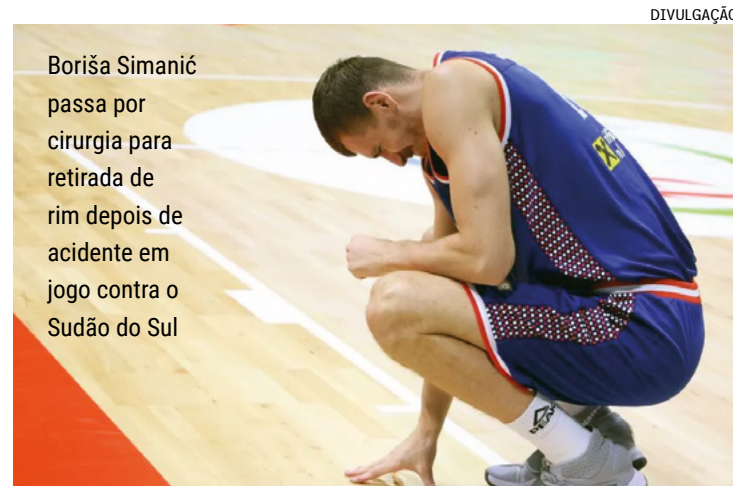 DIVULGAÇÃO
Boriša Simanić
passa por
cirurgia para
retirada de
rim depois de
acidente em
jogo contra o
Sudão do Sul
PEAK